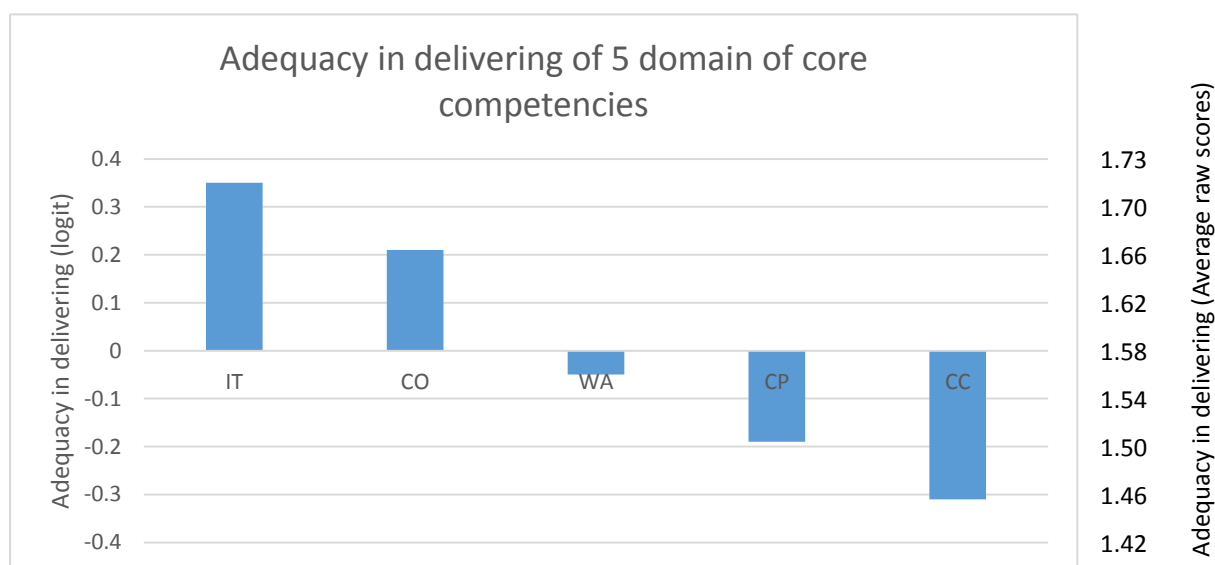 Adequacy in delivering of 5 domain of core
competencies
Adequacy in delivering (logit)
0.4
0.3
0.2
0.1
0
-0.1
-0.2
-0.3
-0.4
IT
CO
WA
CP
CC
1.73
1.70
1.66
1.62
1.58
1.54
1.50
1.46
1.42
Adequacy in delivering (Average raw scores)